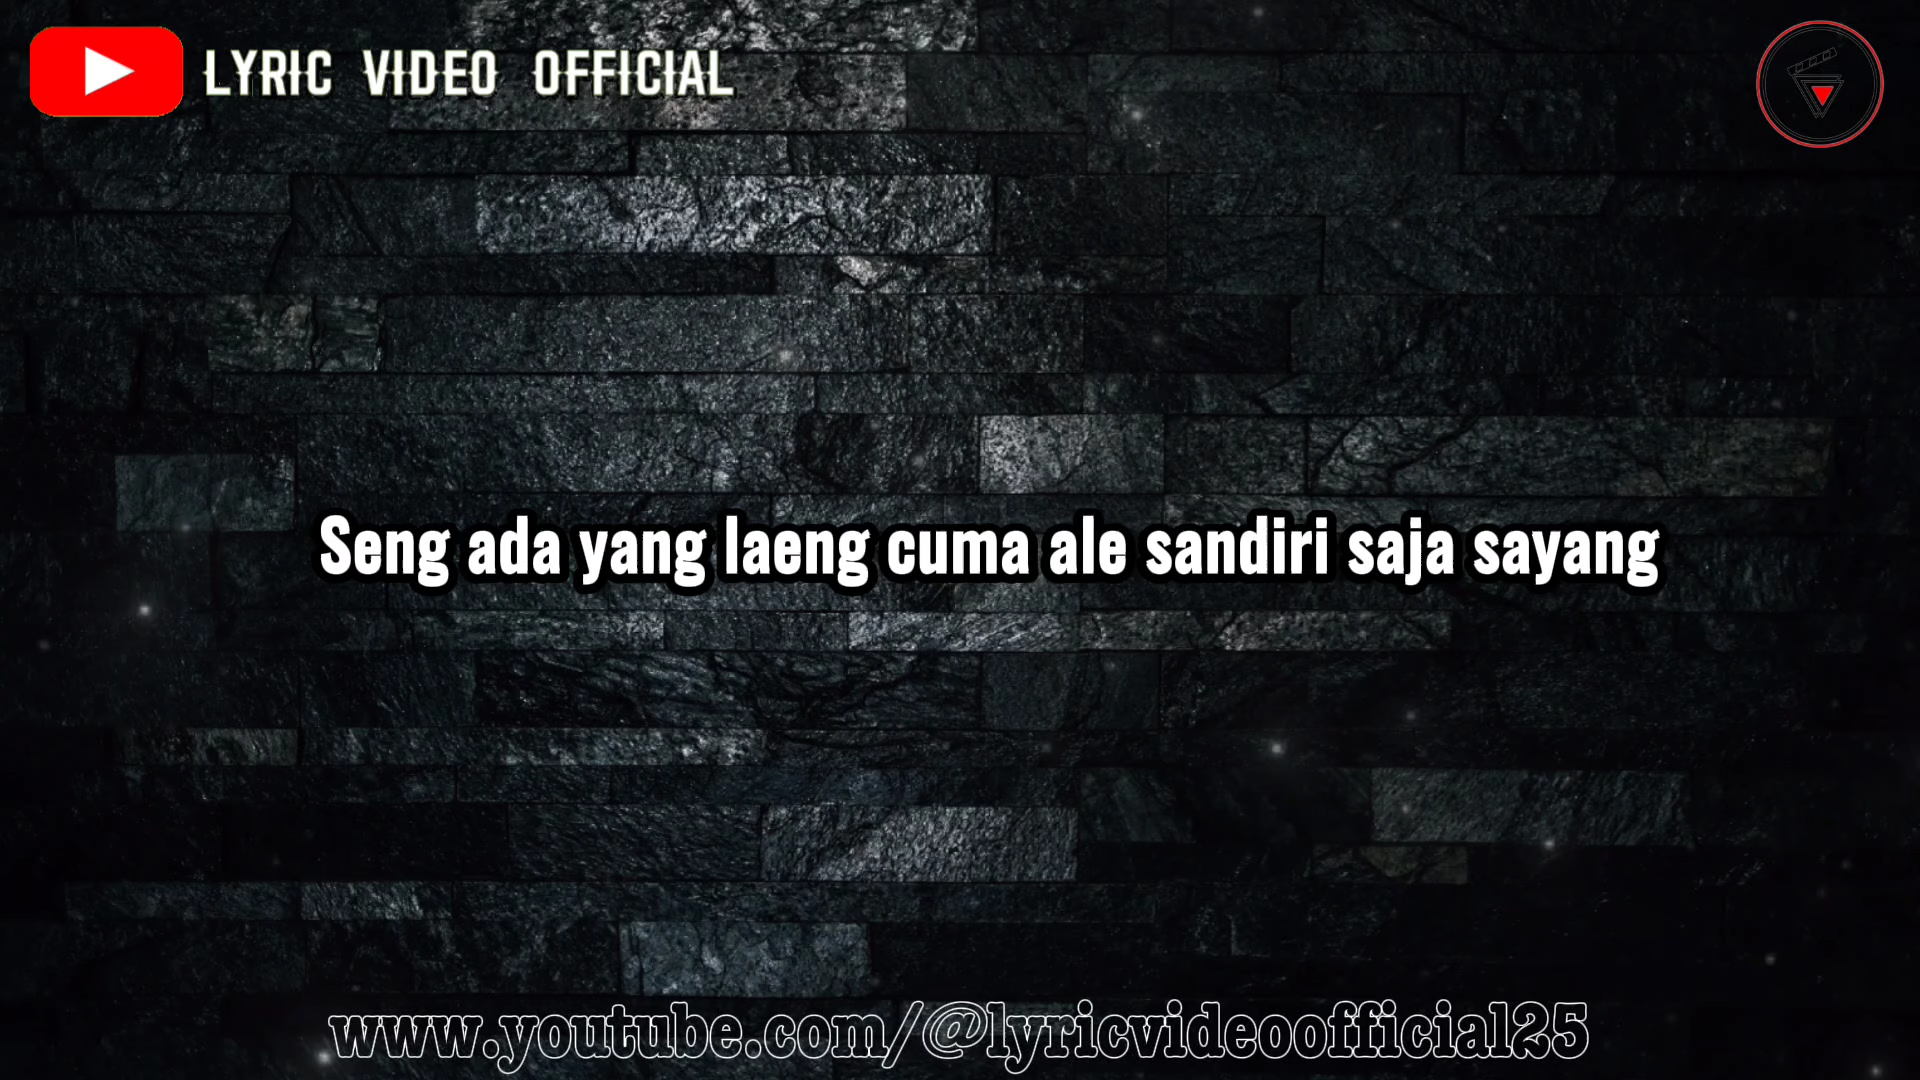 LYRIC VIDEO OFFICIAL
Seng ada yang laeng cuma ale sandiri saja sayang
www.youtube.com/@lyricvideoofficial25